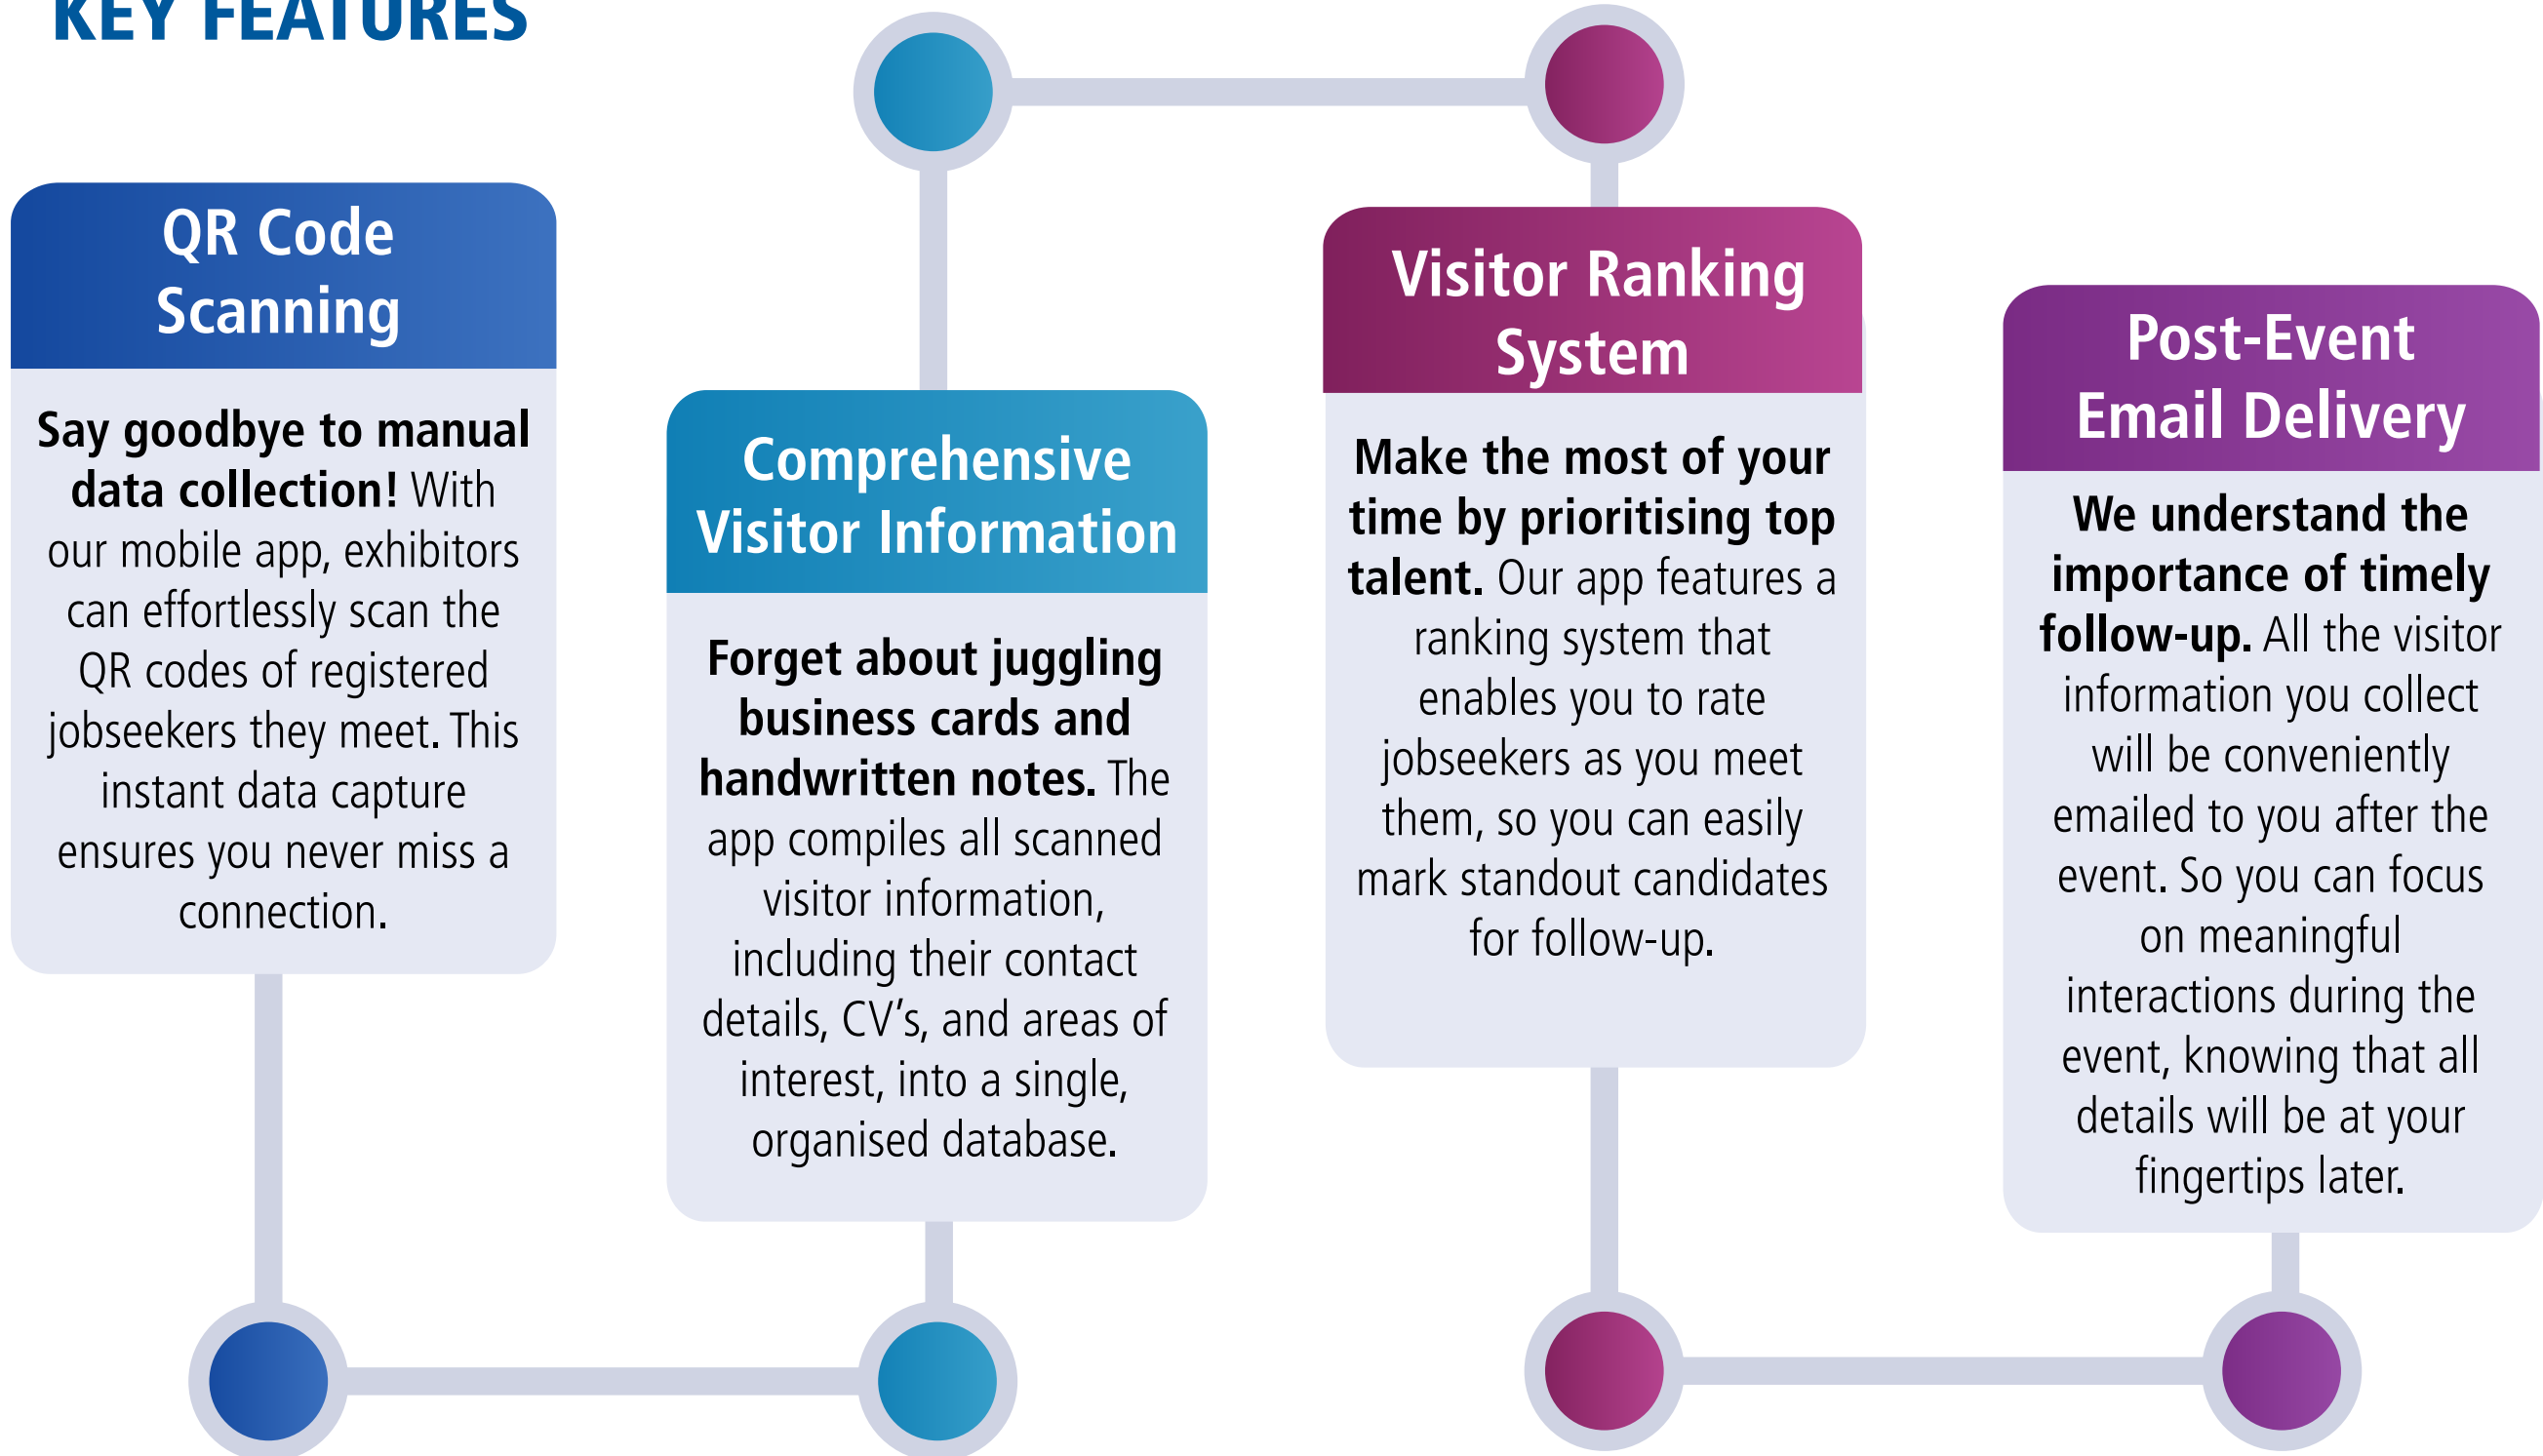 KEY FEATURES
QR Code
Scanning
Say goodbye to manual
data collection! With
our mobile app, exhibitors
can effortlessly scan the
QR codes of registered
jobseekers they meet. This
instant data capture
ensures you never miss a
connection.
Comprehensive
Visitor Information
Forget about juggling
business cards and
handwritten notes. The
app compiles all scanned
visitor information,
including their contact
details, CV’s, and areas of
interest, into a single,
organised database.
Visitor Ranking
System
Make the most of your
time by prioritising top
talent. Our app features a
ranking system that
enables you to rate
jobseekers as you meet
them, so you can easily
mark standout candidates
for follow-up.
Post-Event
Email Delivery
We understand the
importance of timely
follow-up. All the visitor
information you collect
will be conveniently
emailed to you after the
event. So you can focus
on meaningful
interactions during the
event, knowing that all
details will be at your
fingertips later.